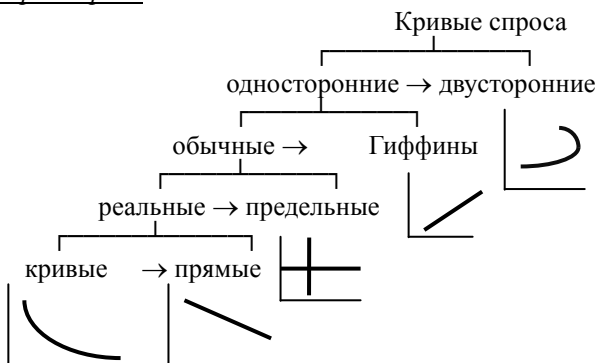 Кривые спроса
односторонние → двусторонние
обычные → Гиффины
реальные → предельные
кривые → прямые